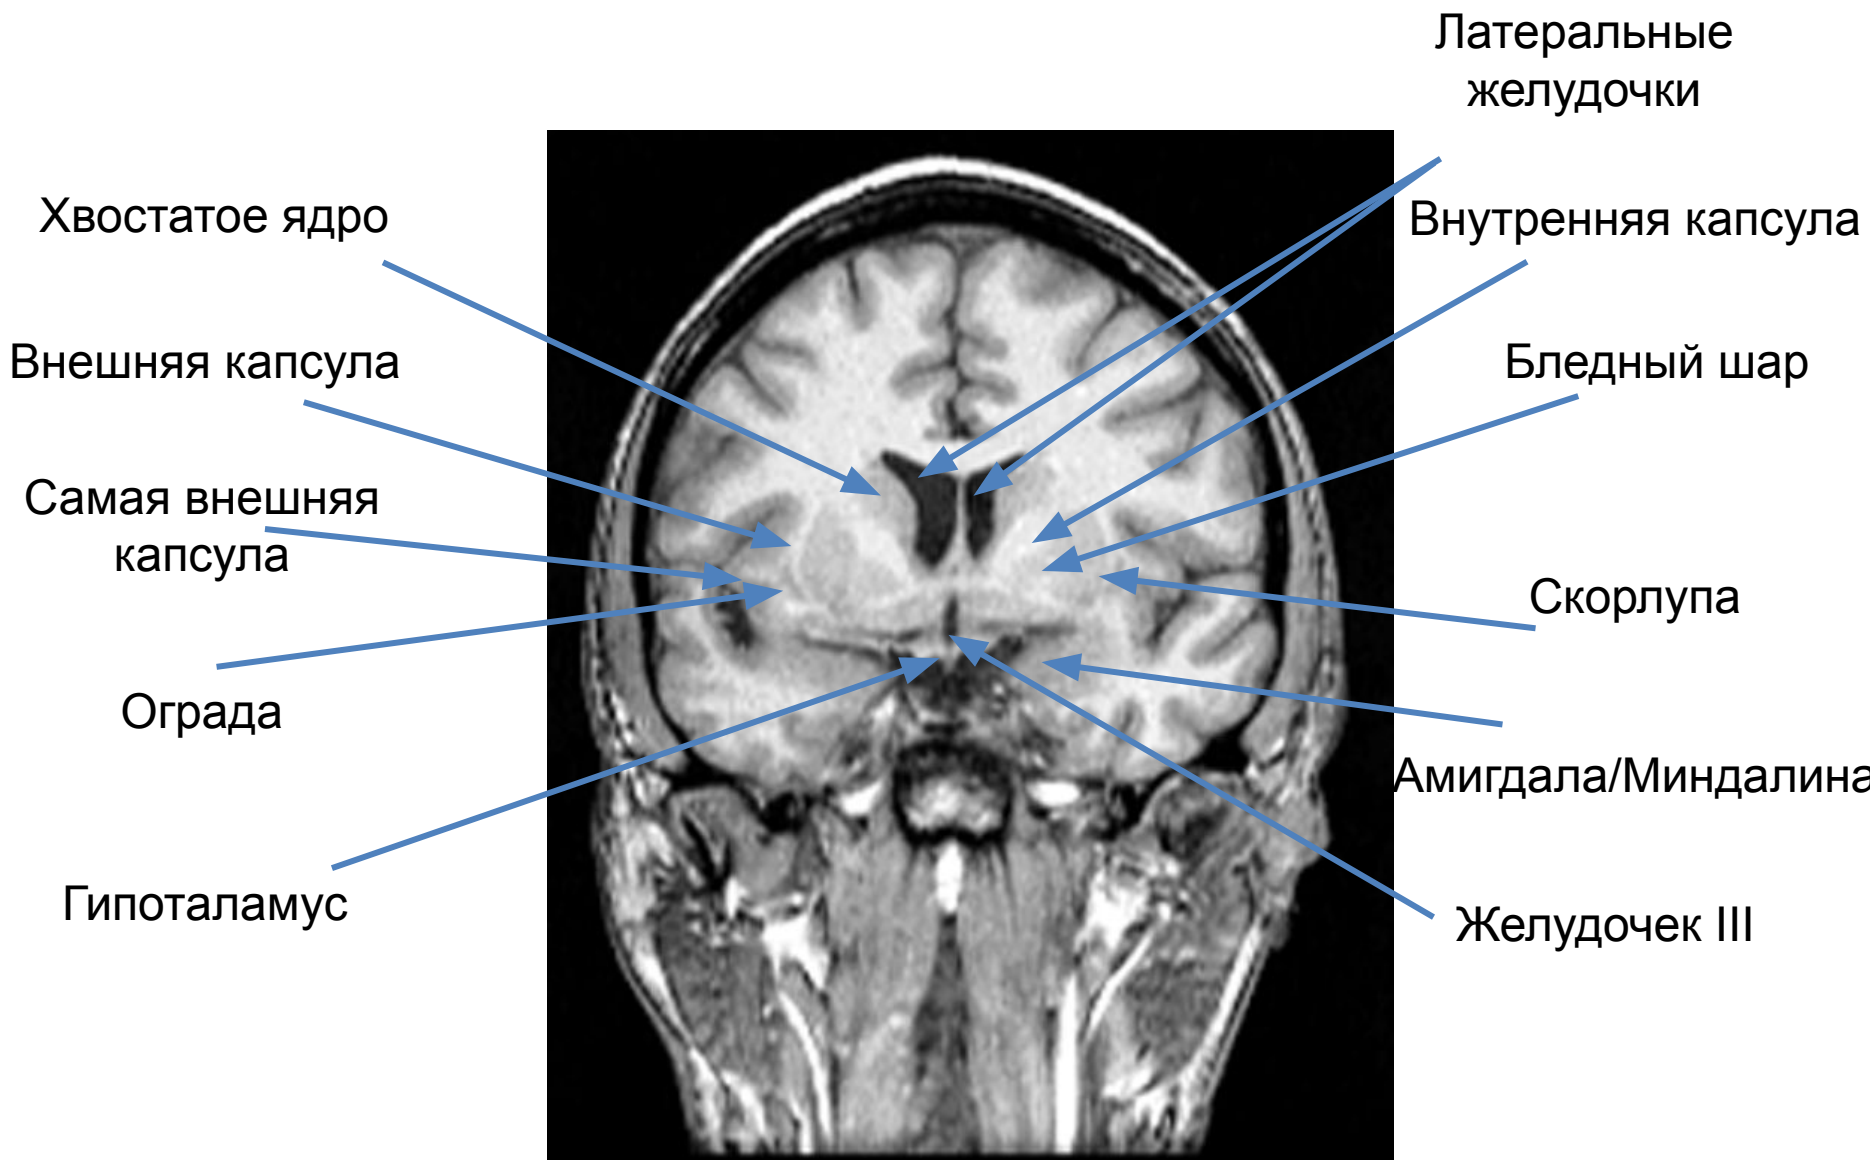 Латеральные
желудочки
Хвостатое ядро
Внутренняя капсула
Внешняя капсула
Бледный шар
Самая внешняя
капсула
Скорлупа
Ограда
Амигдала/Миндалина
Гипоталамус
Желудочек III